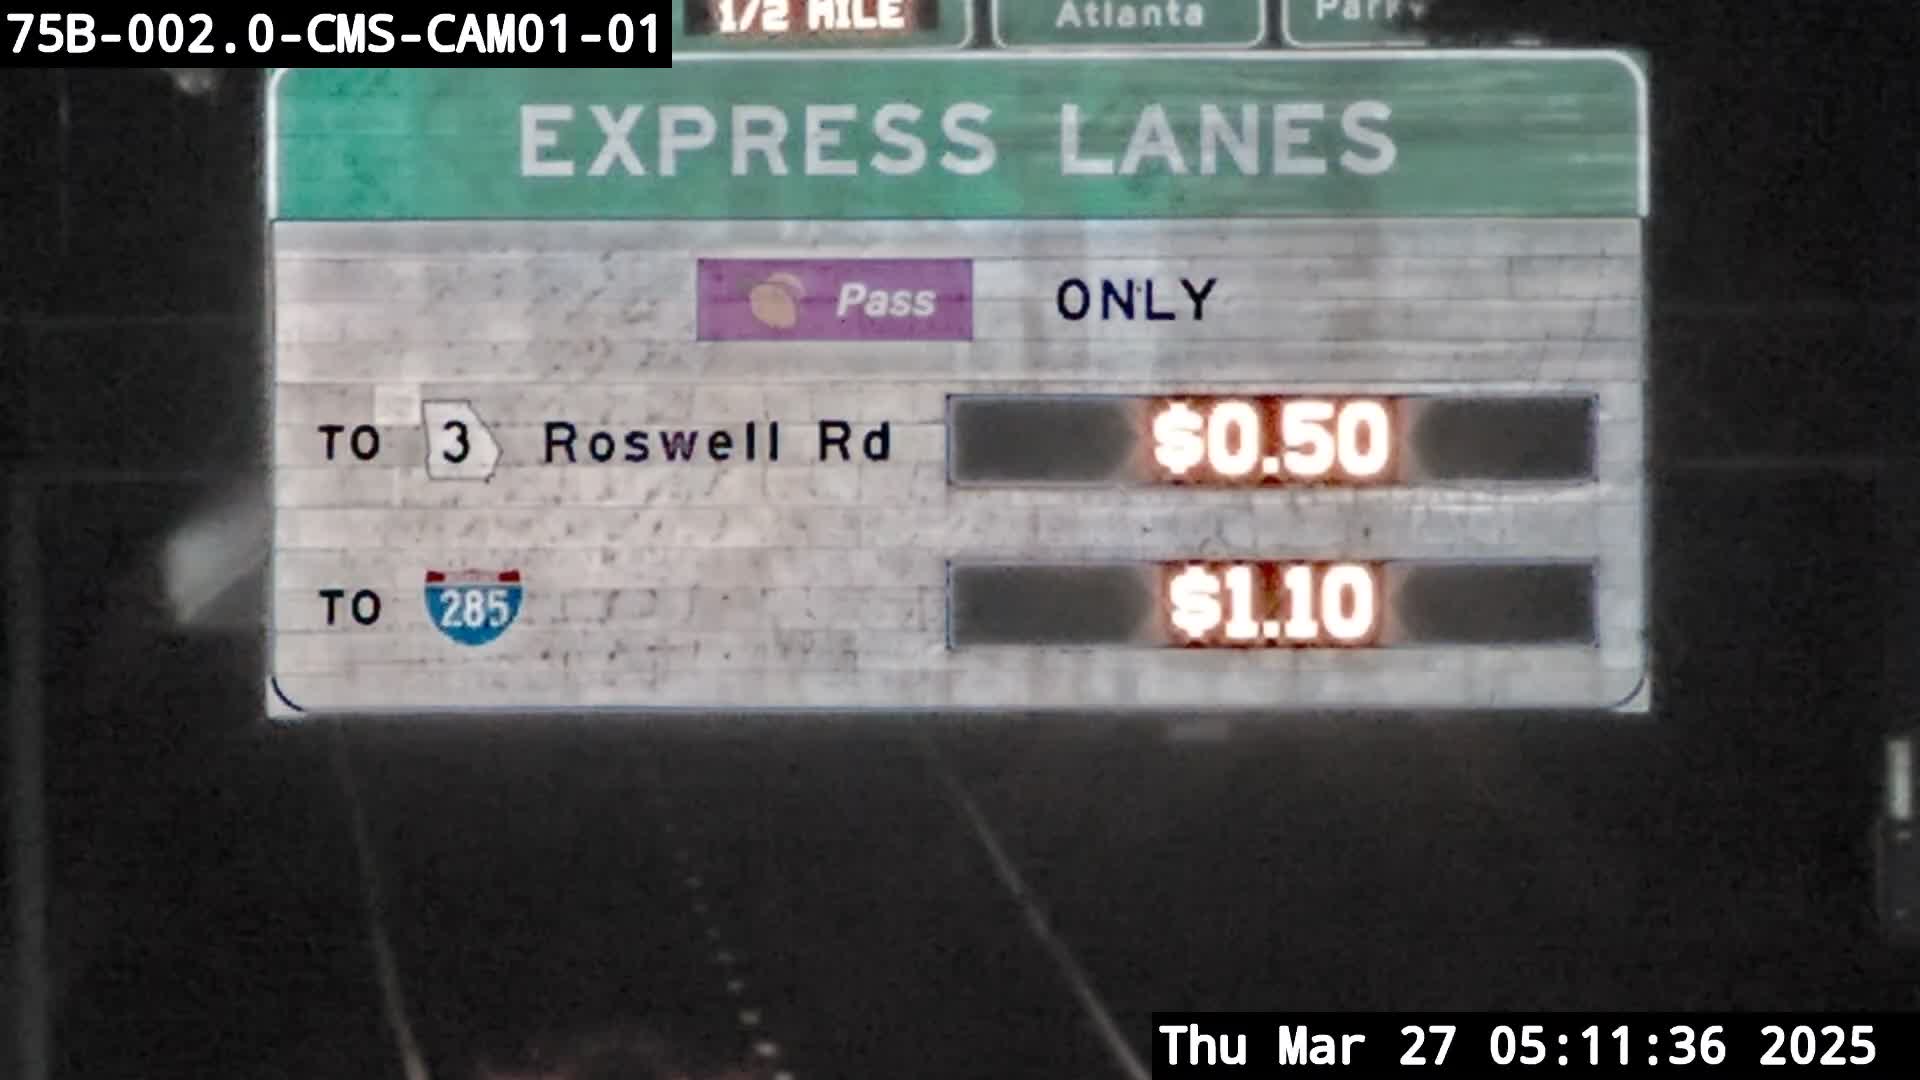 75B-002.0-CMS-CAM01-01
1/2 MILE
Atlanta
EXPRESS LANES
Pass ONLY
TO 3 Roswell Rd $0.50
TO 285 $1.10
Thu Mar 27 05:11:36 2025